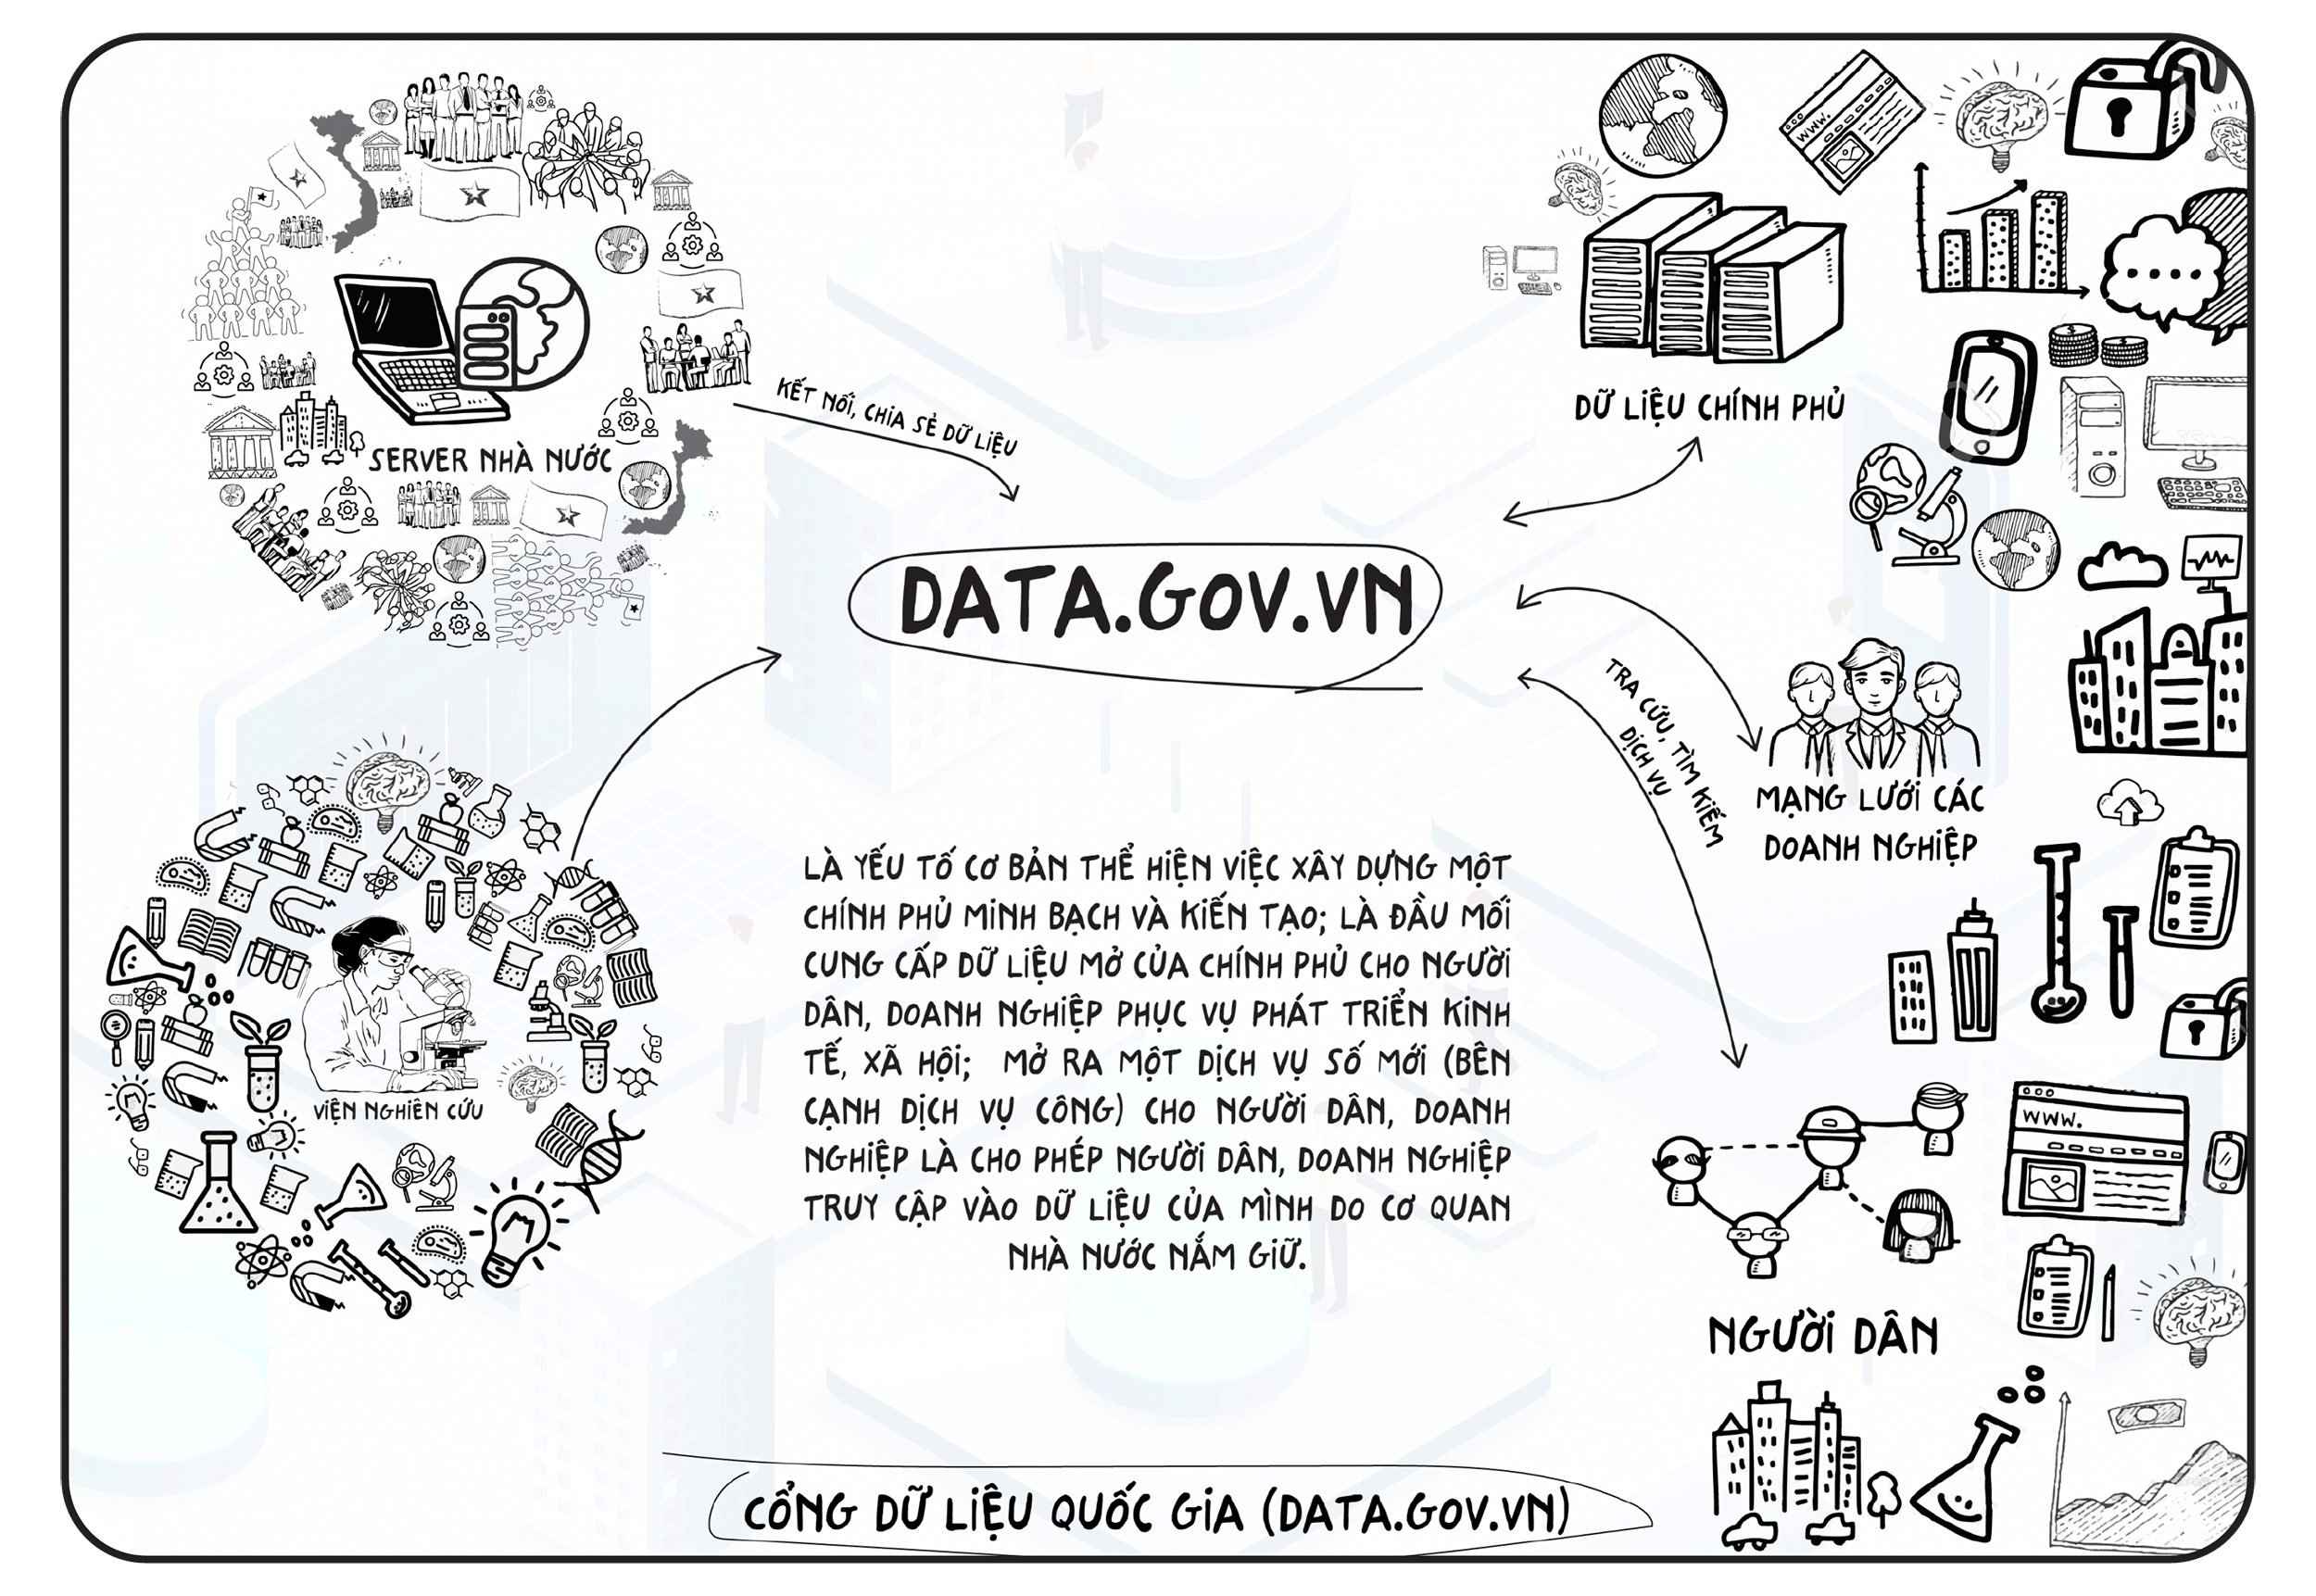 WWW.
KẾT NỐI, CHIA SẺ DỮ LIỆU
DỮ LIỆU CHÍNH PHỦ
SERVER NHÀ NƯỚC
DATA.GOV.VN
TRA CỨU, TÌM KIẾM
DỊCH VỤ
MẠNG LƯỚI CÁC
DOANH NGHIỆP
LÀ YẾU TỐ CƠ BẢN THỂ HIỆN VIỆC XÂY DỰNG MỘT
CHÍNH PHỦ MINH BẠCH VÀ KIẾN TẠO; LÀ ĐẦU MỐI
CUNG CẤP DỮ LIỆU MỞ CỦA CHÍNH PHỦ CHO NGƯỜI
DÂN, DOANH NGHIỆP PHỤC VỤ PHÁT TRIỂN KINH
TẾ, XÃ HỘI; MỞ RA MỘT DỊCH VỤ SỐ MỚI (BÊN
CẠNH DỊCH VỤ CÔNG) CHO NGƯỜI DÂN, DOANH
NGHIỆP LÀ CHO PHÉP NGƯỜI DÂN, DOANH NGHIỆP
TRUY CẬP VÀO DỮ LIỆU CỦA MÌNH DO CƠ QUAN
NHÀ NƯỚC NẮM GIỮ.
VIỆN NGHIÊN CỨU
WWW.
NGƯỜI DÂN
CỔNG DỮ LIỆU QUỐC GIA (DATA.GOV.VN)